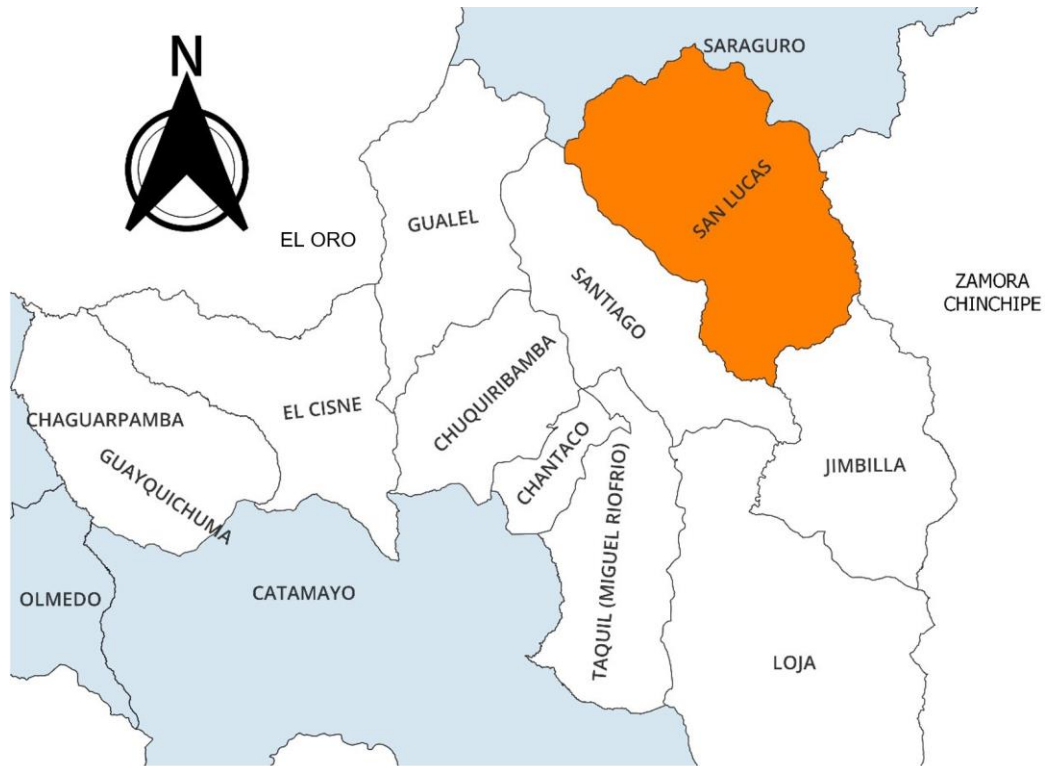 N
SARAGURO
SAN LUCAS
GUALEL
EL ORO
ZAMORA
CHINCHIPE
SANTIAGO
CHUQUIRIBAMBA
EL CISNE
CHAGUARPAMBA
GUAYQUICHUMA
CHANTACO
JIMBILLA
TAQUIL (MIGUEL RIOFRIO)
CATAMAYO
OLMEDO
LOJA